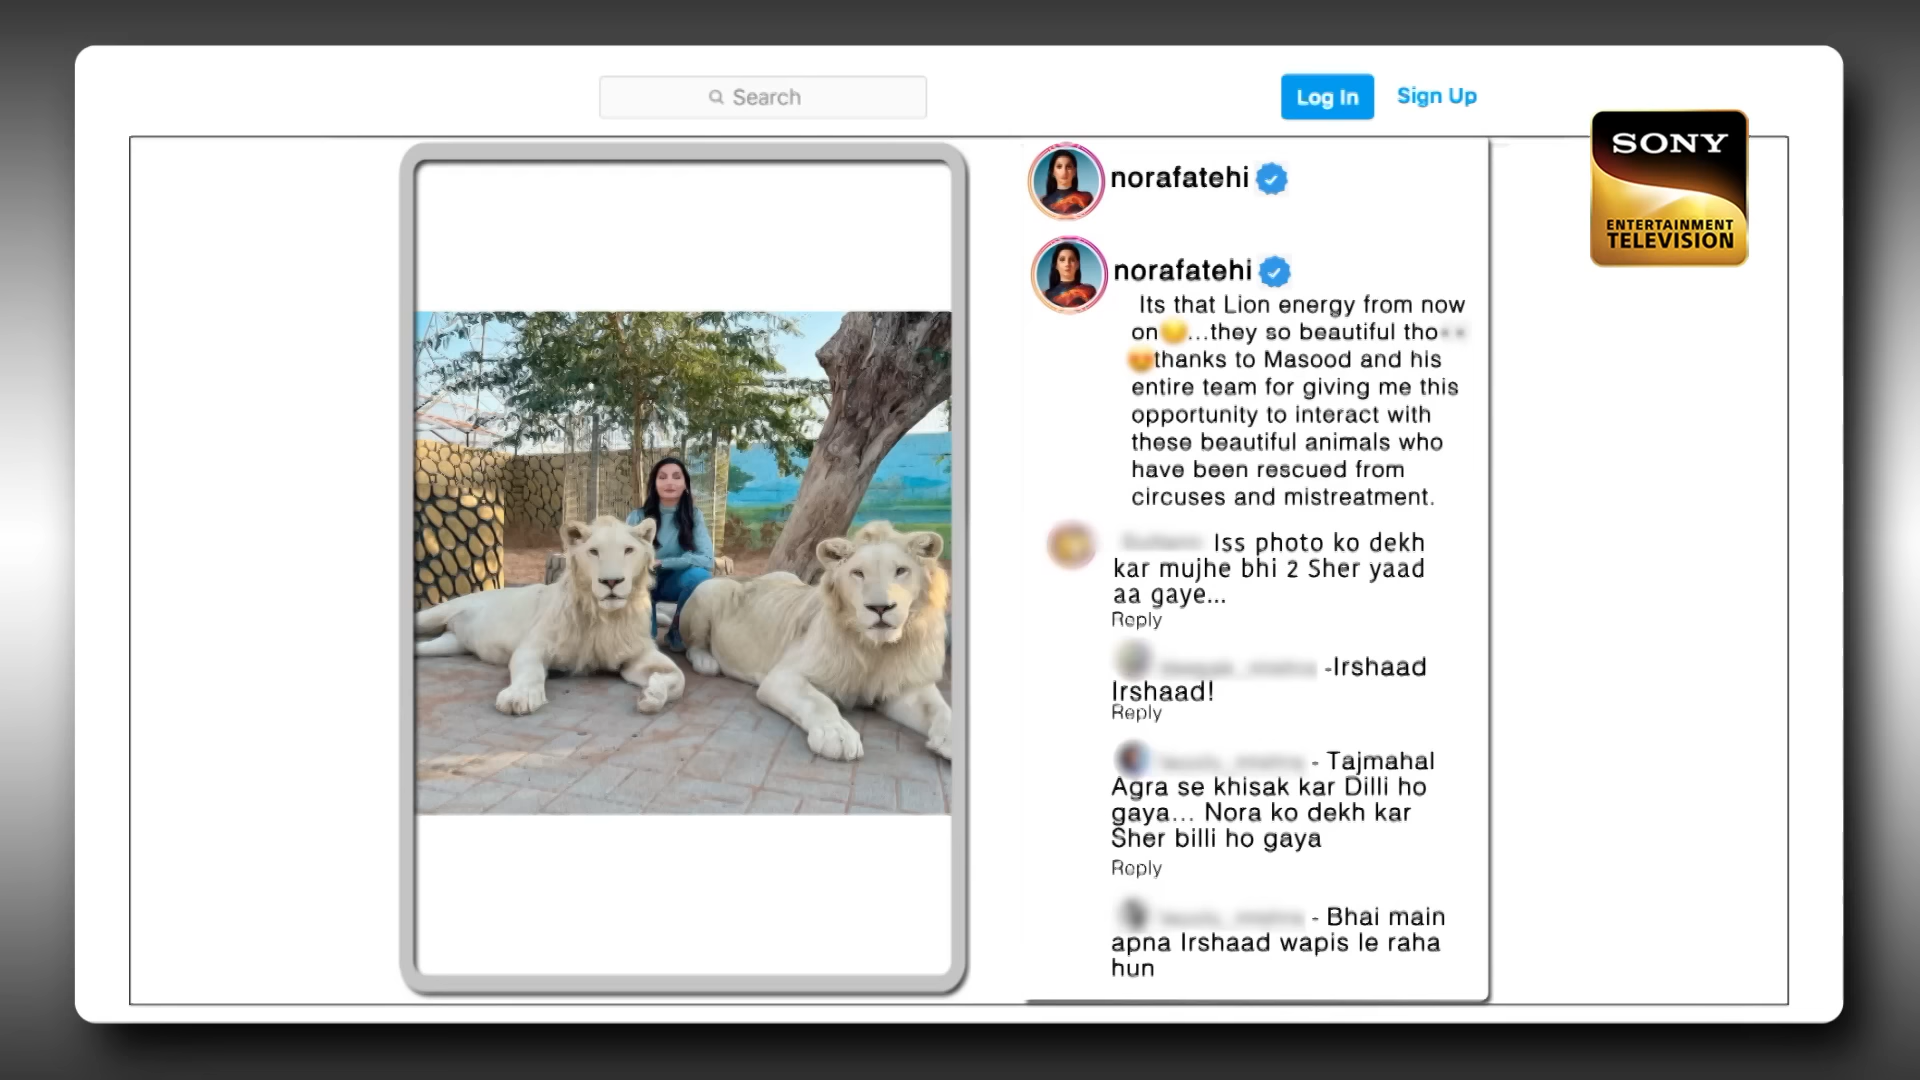 Search
Log In
Sign Up
SONY
ENTERTAINMENT
TELEVISION
norafatehi
norafatehi
Its that Lion energy from now
on😏...they so beautiful tho
😍thanks to Masood and his
entire team for giving me this
opportunity to interact with
these beautiful animals who
have been rescued from
circuses and mistreatment.
Iss photo ko dekh
kar mujhe bhi 2 Sher yaad
aa gaye...
Reply
-Irshaad
Irshaad!
Reply
- Tajmahal
Agra se khisak kar Dilli ho
gaya... Nora ko dekh kar
Sher billi ho gaya
Reply
- Bhai main
apna Irshaad wapis le raha
hun